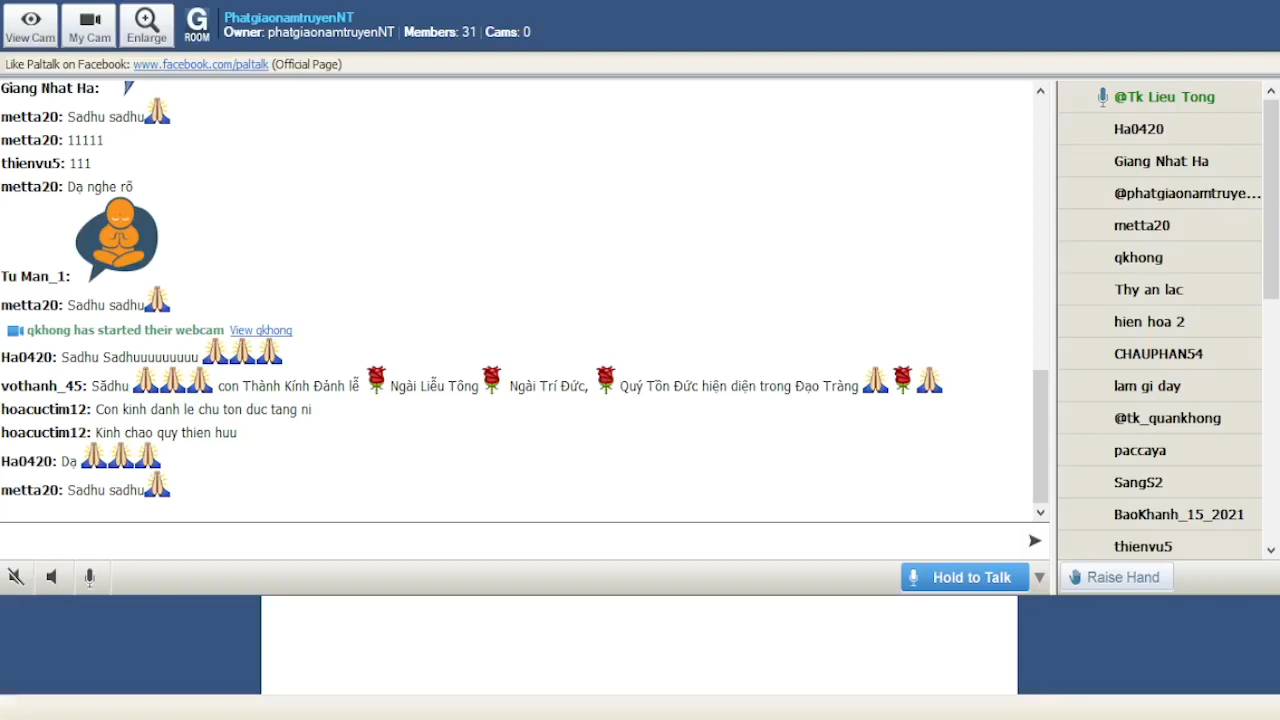 View Cam
My Cam
Enlarge
G
ROOM
PhatgiaonamtruyenNT
Owner: phatgiaonamtruyenNT | Members: 31 | Cams: 0
Like Paltalk on Facebook: www.facebook.com/paltalk (Official Page)
Giang Nhat Ha:
metta20: Sadhu sadhu
metta20: 11111
thienvu5: 111
metta20: Dạ nghe rõ
Tu Man_1:
metta20: Sadhu sadhu
qkhong has started their webcam View qkhong
Ha0420: Sadhu Sadhuuuuuuuuu
vothanh_45: Sādhu con Thành Kính Đảnh lễ Ngài Liễu Tông Ngài Trí Đức, Quý Tồn Đức hiện diện trong Đạo Tràng
hoacuctim12: Con kinh danh le chu ton duc tang ni
hoacuctim12: Kinh chao quy thien huu
Ha0420: Dạ
metta20: Sadhu sadhu
Hold to Talk
@Tk Lieu Tong
Ha0420
Giang Nhat Ha
@phatgiaonamtruye...
metta20
qkhong
Thy an lac
hien hoa 2
CHAUPHAN54
lam gi day
@tk_quankhong
paccaya
SangS2
BaoKhanh_15_2021
thienvu5
Raise Hand